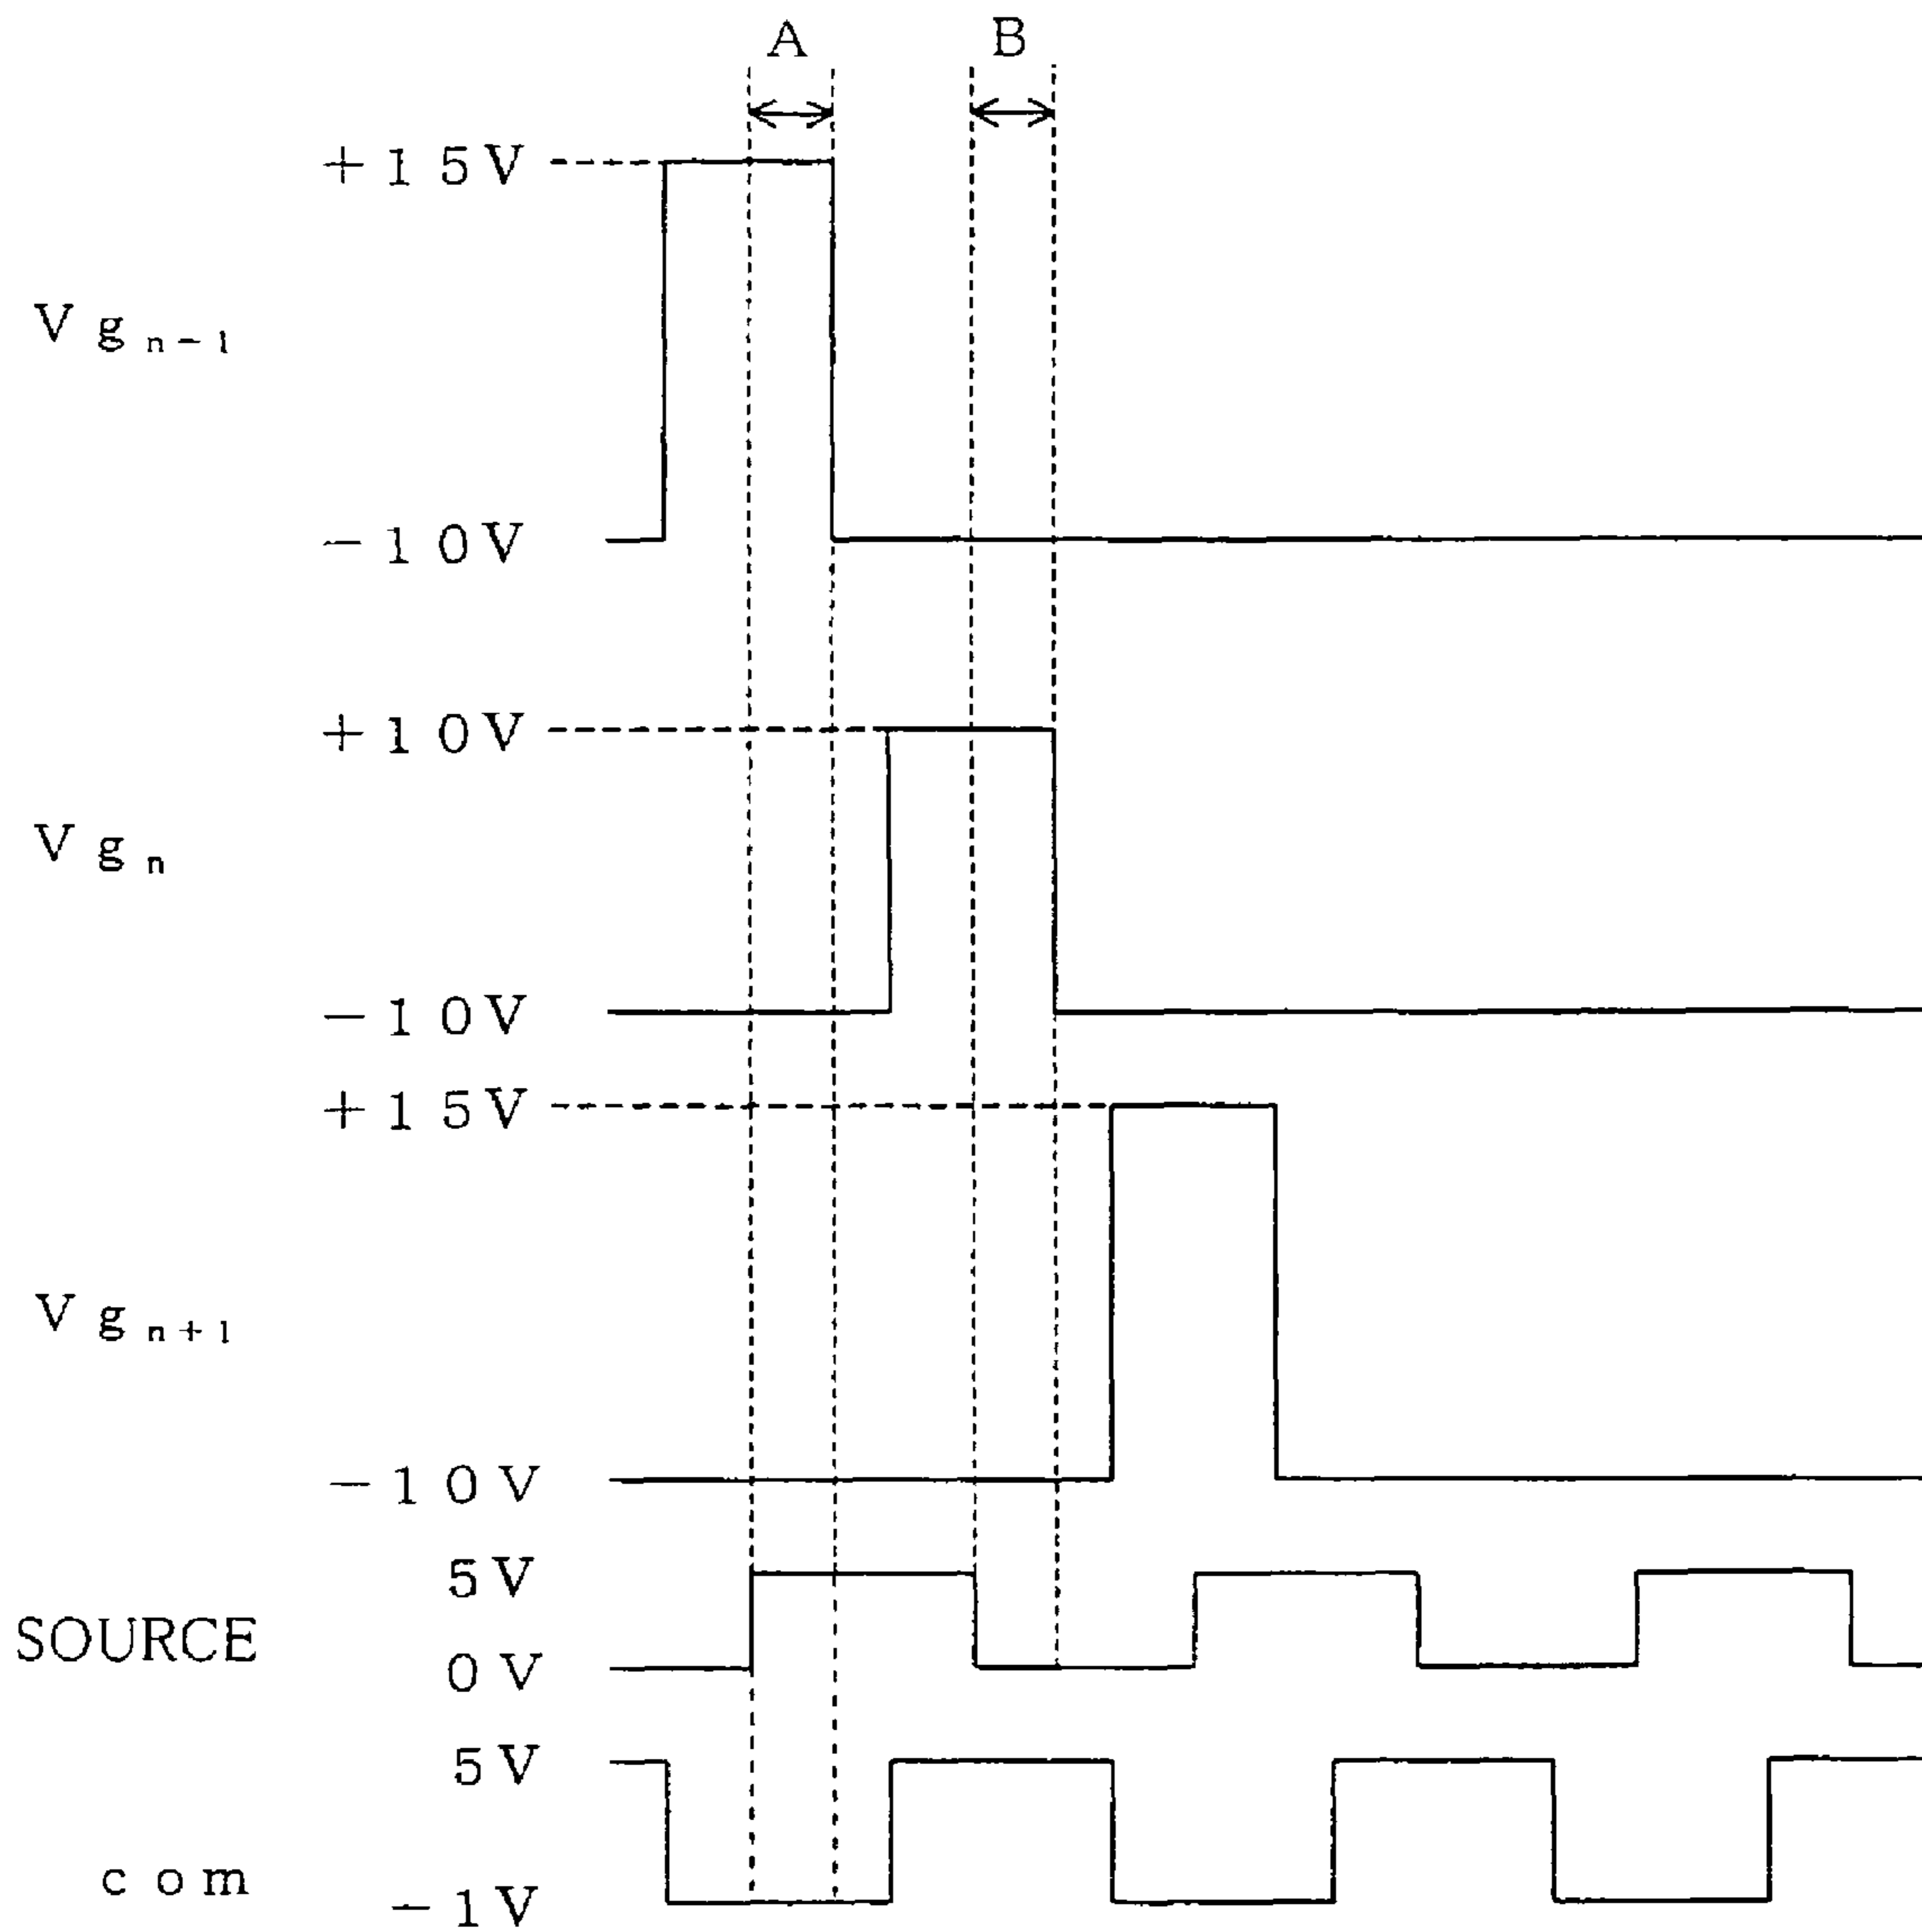 A B
+15V
Vg n-1
-10V
+10V
Vg n
-10V
+15V
Vg n+1
-10V
5V
SOURCE
0V
5V
com
-1V